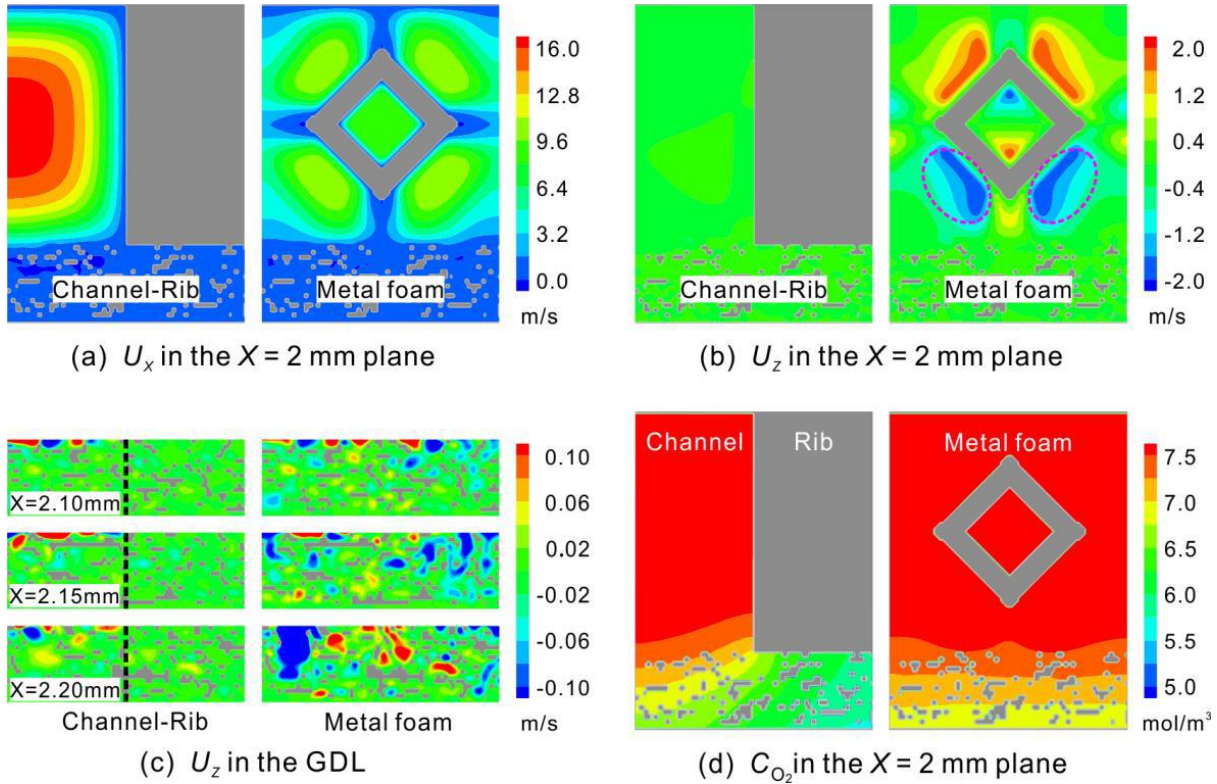 16.0
12.8
9.6
6.4
3.2
0.0
m/s
Channel-Rib
Metal foam
(a) Ux in the X = 2 mm plane
2.0
1.2
0.4
-0.4
-1.2
-2.0
m/s
Channel-Rib
Metal foam
(b) Uz in the X = 2 mm plane
X=2.10mm
X=2.15mm
X=2.20mm
0.10
0.06
0.02
-0.02
-0.06
-0.10
m/s
Channel-Rib
Metal foam
(c) Uz in the GDL
Channel
Rib
Metal foam
7.5
7.0
6.5
6.0
5.5
5.0
mol/m³
(d) CO₂ in the X = 2 mm plane